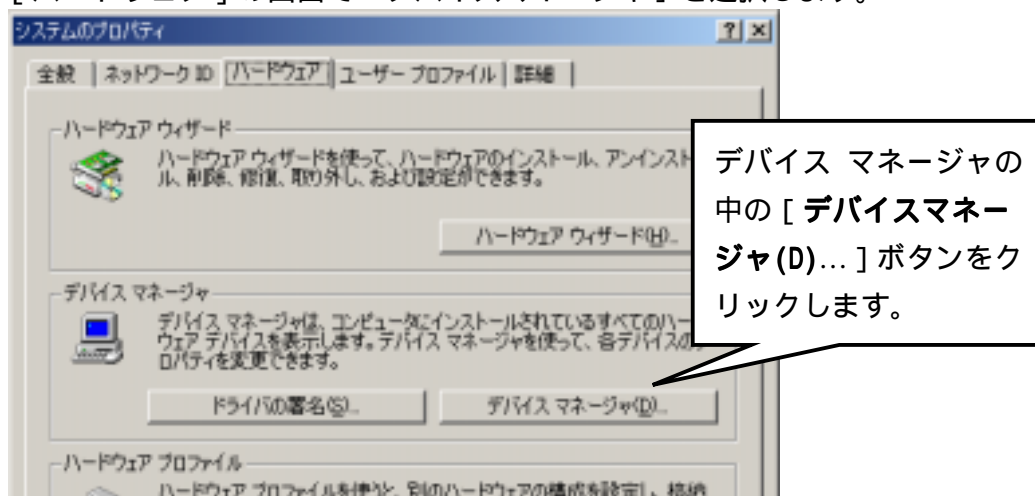 システムのプロパティ
全般 ネットワーク ID ハードウェア ユーザー プロファイル 詳細
ハードウェア ウィザード
ハードウェア ウィザードを使って、ハードウェアのインストール、アンインスト
ル、削除、修復、取り外し、および設定ができます。
ハードウェア ウィザード(H)...
デバイス マネージャ
デバイス マネージャは、コンピュータにインストールされているすべてのハー
ウェア デバイスを表示します。デバイス マネージャを使って、各デバイスの
ロパティを変更できます。
ドライバの署名(S)...
デバイス マネージャ(D)...
ハードウェア プロファイル
ハードウェア プロファイルを使うと、別のハードウェアの構成を設定し、格納
デバイス マネージャの
中の [ デバイスマネー
ジャ(D)... ] ボタンをク
リックします。